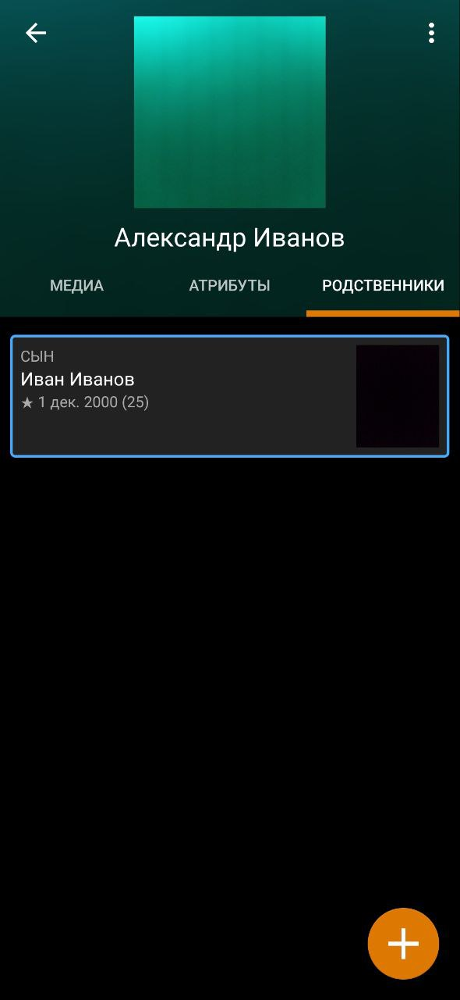 Александр Иванов
МЕДИА АТРИБУТЫ РОДСТВЕННИКИ
СЫН
Иван Иванов
★ 1 дек. 2000 (25)